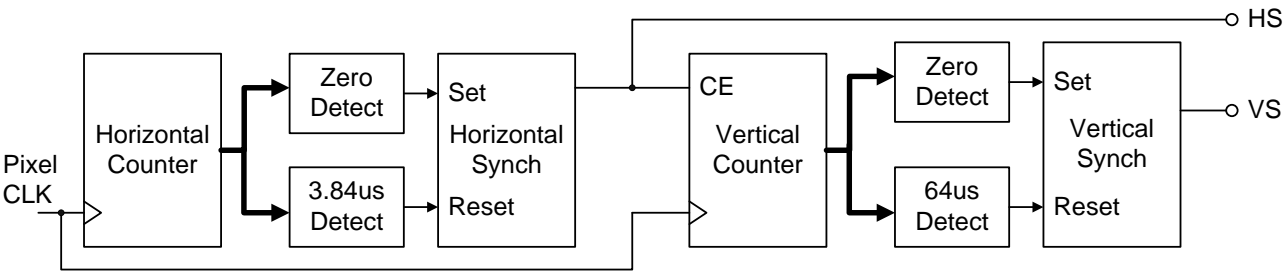 Pixel
CLK
Horizontal
Counter
Zero
Detect
3.84us
Detect
Set
Horizontal
Synch
Reset
CE
Vertical
Counter
Zero
Detect
64us
Detect
Set
Vertical
Synch
Reset
HS
VS